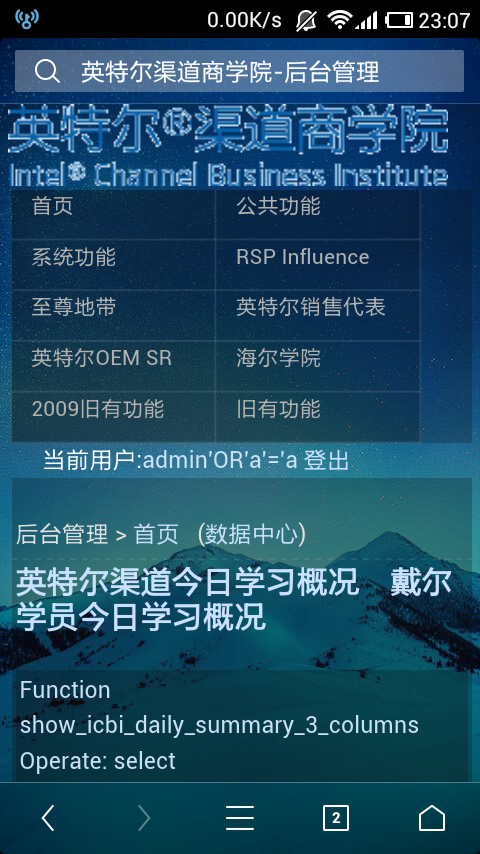 0.00K/s 23:07
英特尔渠道商学院-后台管理
英特尔®渠道商学院
Intel® Channel Business Institute
首页 公共功能
系统功能 RSP Influence
至尊地带 英特尔销售代表
英特尔OEM SR 海尔学院
2009旧有功能 旧有功能
当前用户:admin'OR'a'='a 登出
后台管理 > 首页 (数据中心)
英特尔渠道今日学习概况 戴尔
学员今日学习概况
Function
show_icbi_daily_summary_3_columns
Operate: select
2